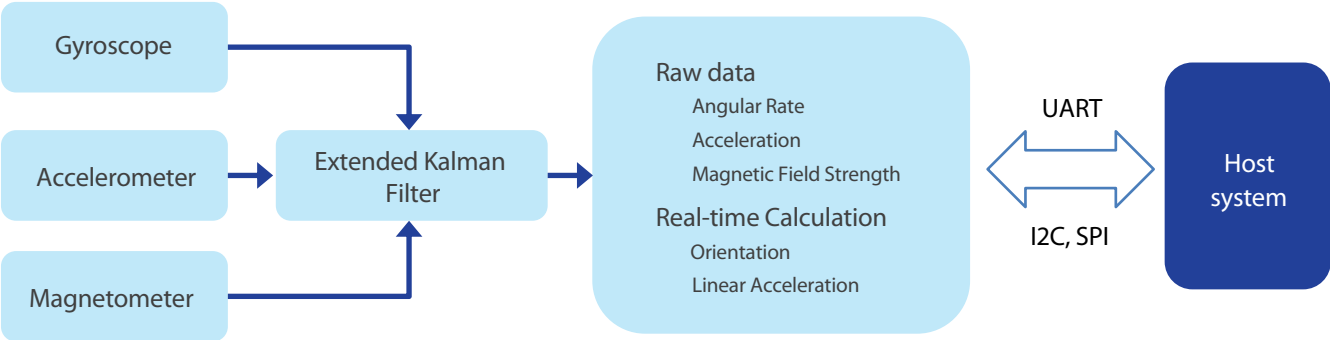 Gyroscope
Accelerometer
Magnetometer
Extended Kalman
Filter
Raw data
Angular Rate
Acceleration
Magnetic Field Strength
Real-time Calculation
Orientation
Linear Acceleration
UART
I2C, SPI
Host
system